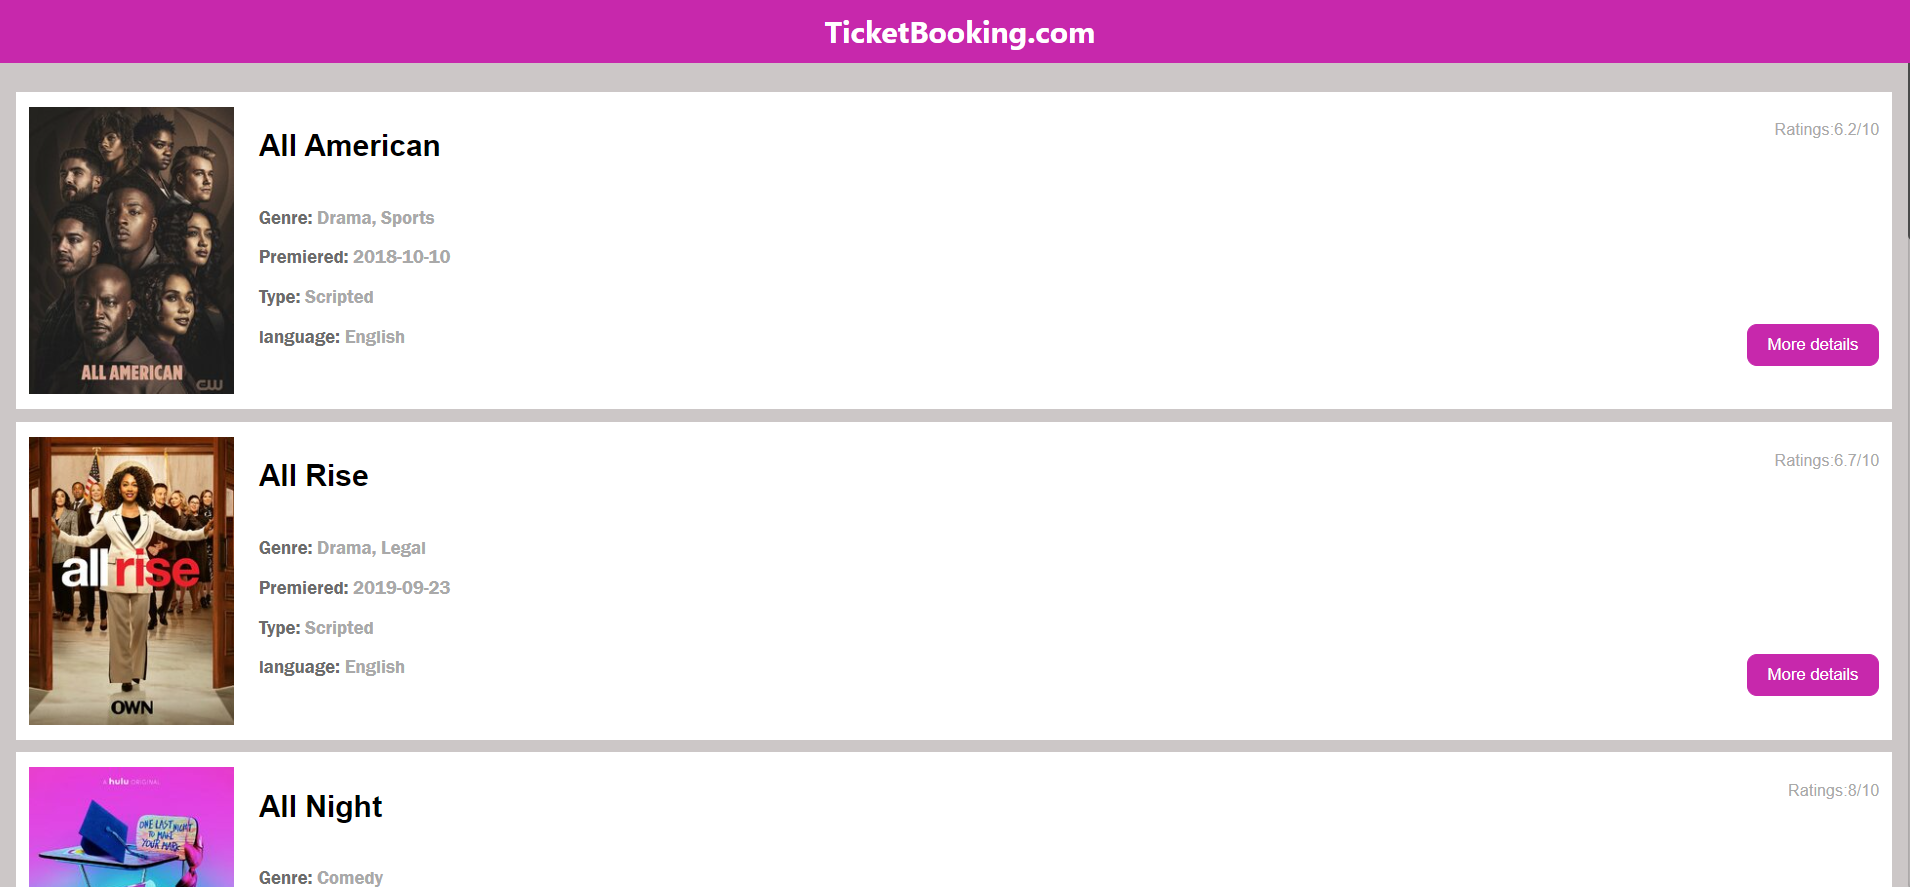 TicketBooking.com
All American
Ratings:6.2/10
Genre: Drama, Sports
Premiered: 2018-10-10
Type: Scripted
language: English
More details
ALL AMERICAN
CW
All Rise
Ratings:6.7/10
Genre: Drama, Legal
Premiered: 2019-09-23
Type: Scripted
language: English
More details
all rise
OWN
All Night
Ratings:8/10
Genre: Comedy
A hulu ORIGINAL
ONE LAST NIGHT
TO MAKE
YOUR MARK